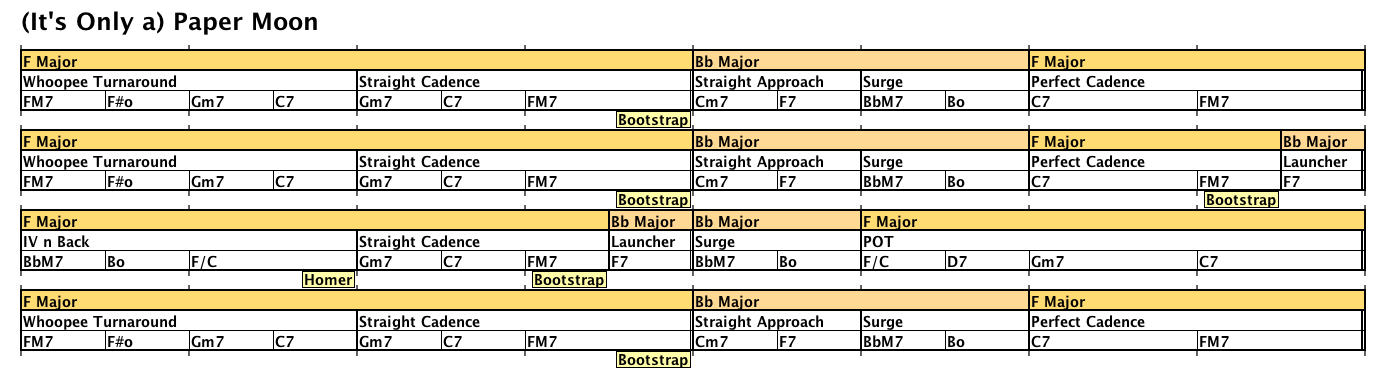 (It's Only a) Paper Moon
F Major Bb Major F Major
Whoopee Turnaround Straight Cadence Straight Approach Surge Perfect Cadence
FM7 F#o Gm7 C7 Gm7 C7 FM7 Cm7 F7 BbM7 Bo C7 FM7
Bootstrap
F Major Bb Major F Major Bb Major
Whoopee Turnaround Straight Cadence Straight Approach Surge Perfect Cadence Launcher
FM7 F#o Gm7 C7 Gm7 C7 FM7 Cm7 F7 BbM7 Bo C7 FM7 F7
Bootstrap Bootstrap
F Major Bb Major Bb Major F Major
IV n Back Straight Cadence Launcher Surge POT
BbM7 Bo F/C Gm7 C7 FM7 F7 BbM7 Bo F/C D7 Gm7 C7
Homer Bootstrap
F Major Bb Major F Major
Whoopee Turnaround Straight Cadence Straight Approach Surge Perfect Cadence
FM7 F#o Gm7 C7 Gm7 C7 FM7 Cm7 F7 BbM7 Bo C7 FM7
Bootstrap